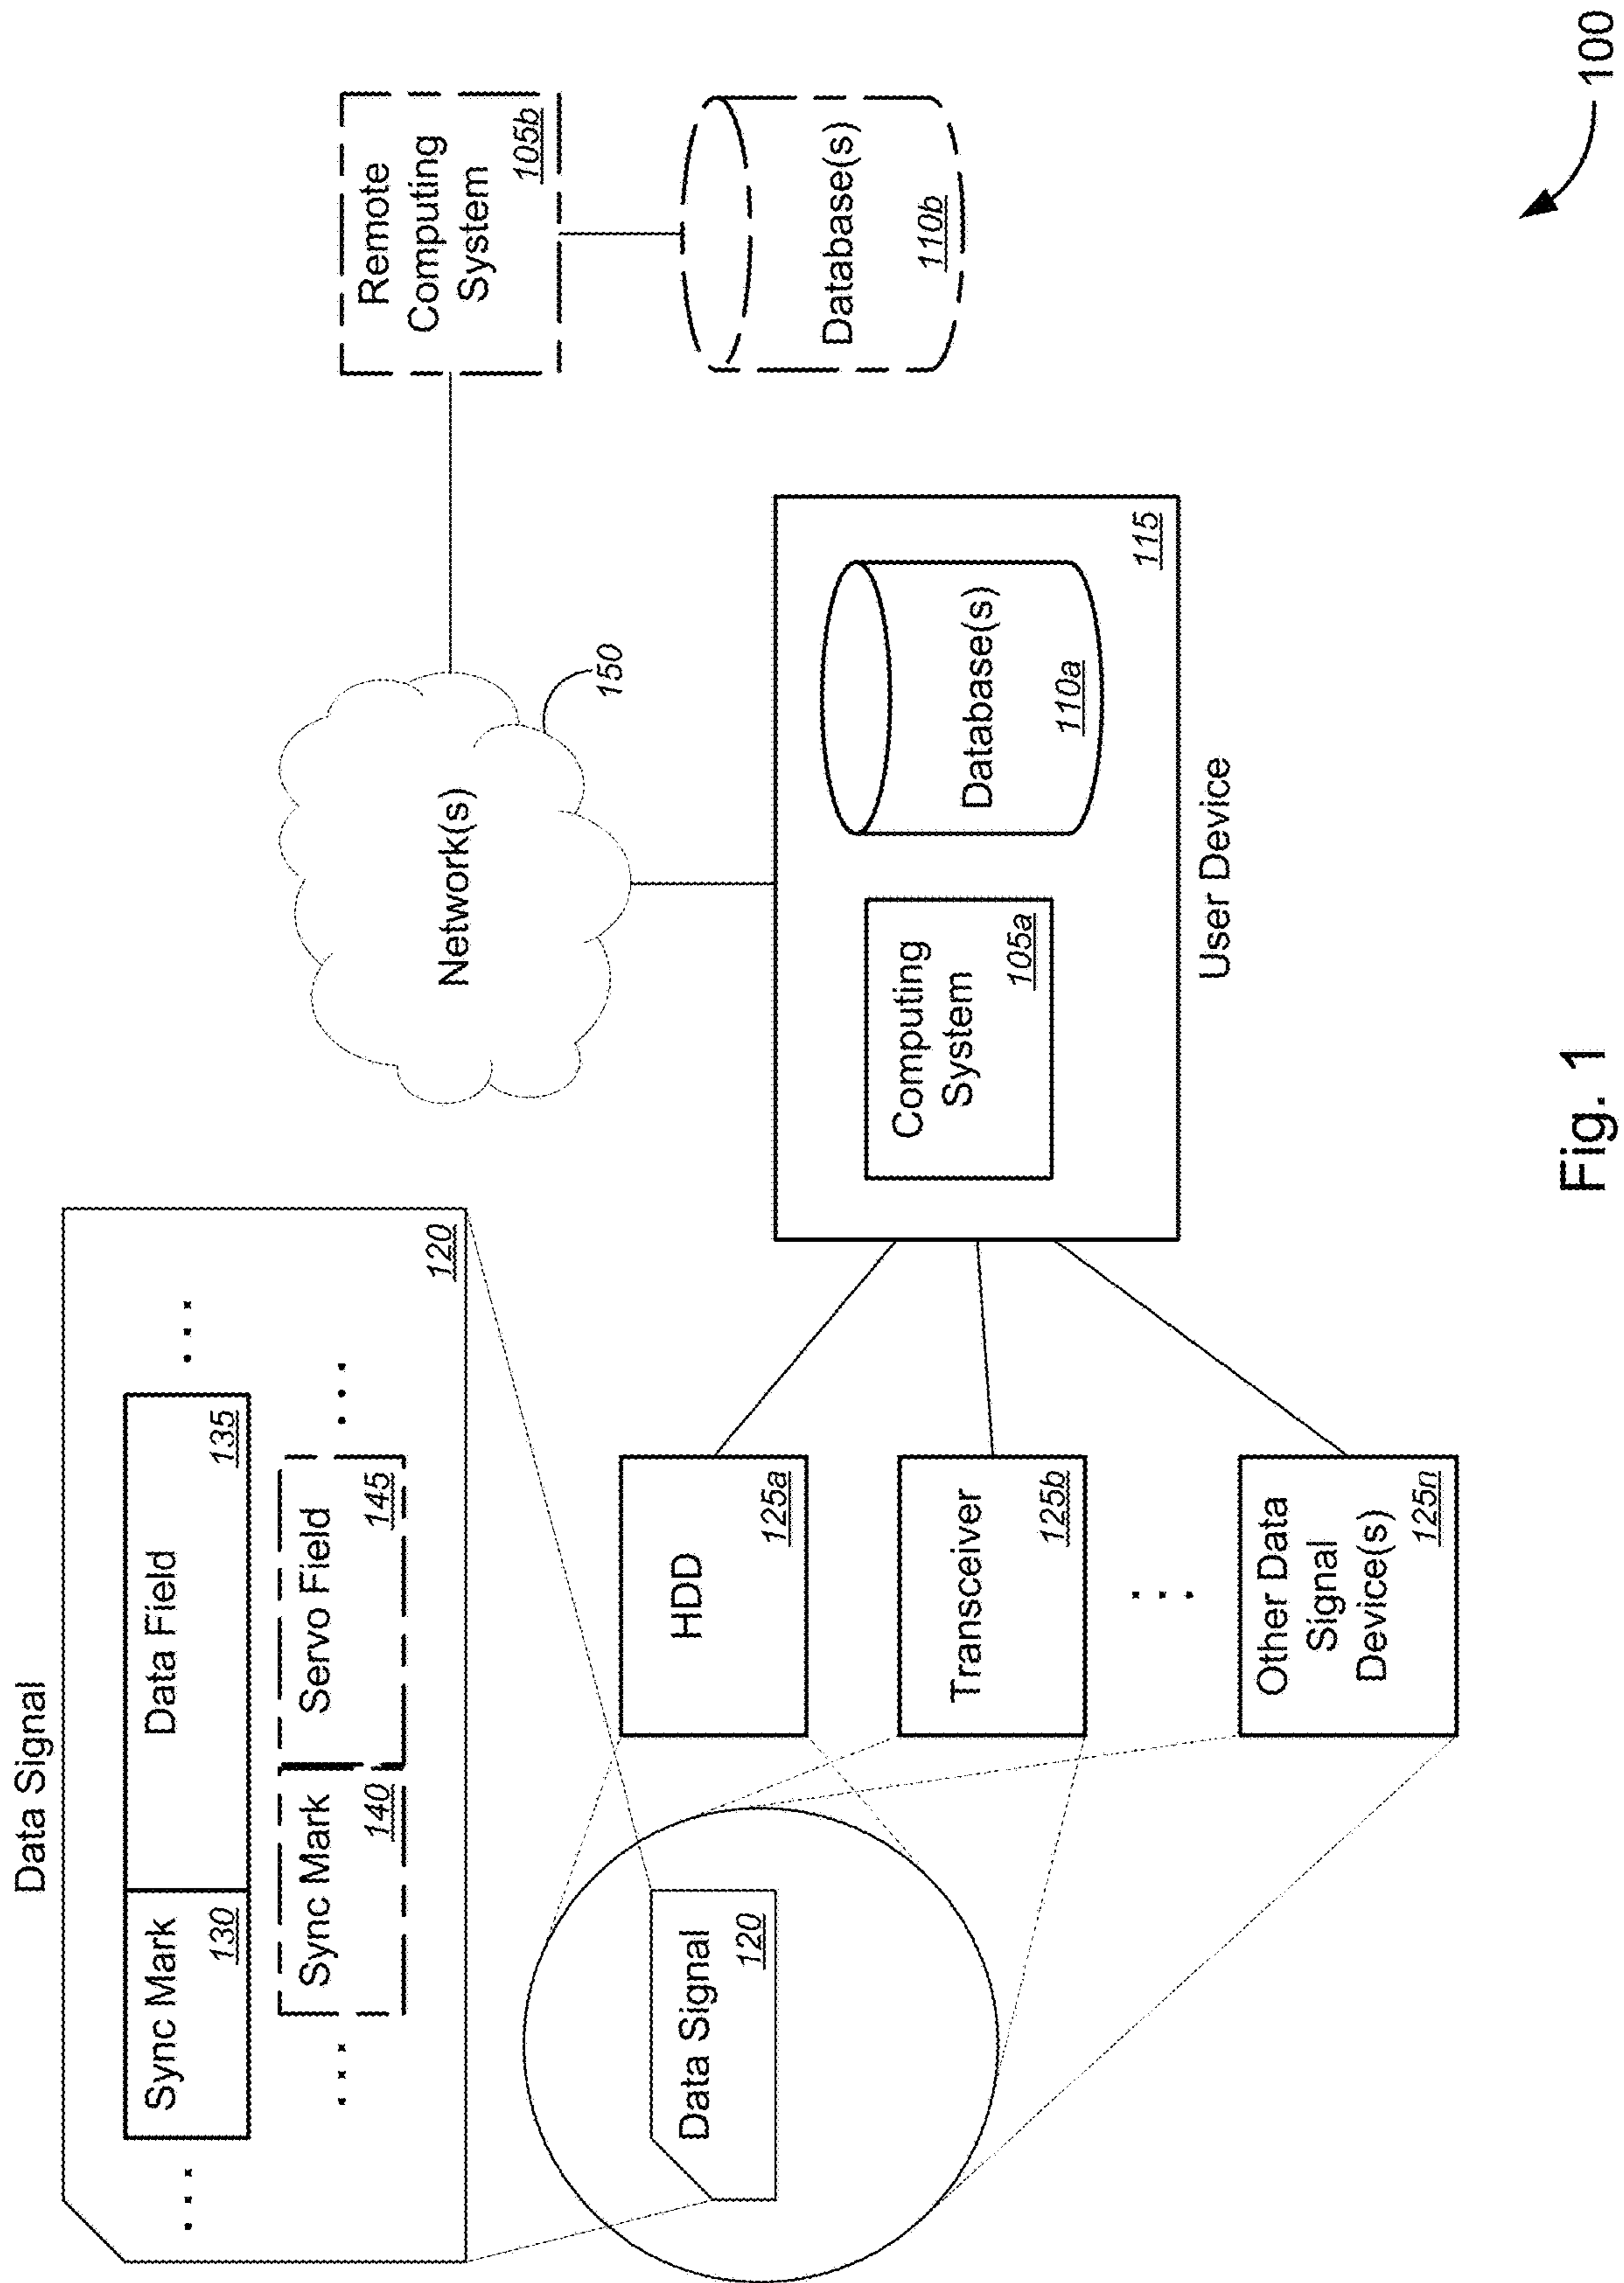 Data Signal
Sync Mark
130
Data Field
135
. . .
. . .
Sync Mark
140
Servo Field
145
. . .
. . .
120
Data Signal
120
HDD
125a
Transceiver
125b
. . .
Other Data
Signal
Device(s)
125n
Network(s)
150
Remote
Computing
System
105b
Database(s)
110b
Computing
System
105a
Database(s)
110a
115
User Device
100
Fig. 1